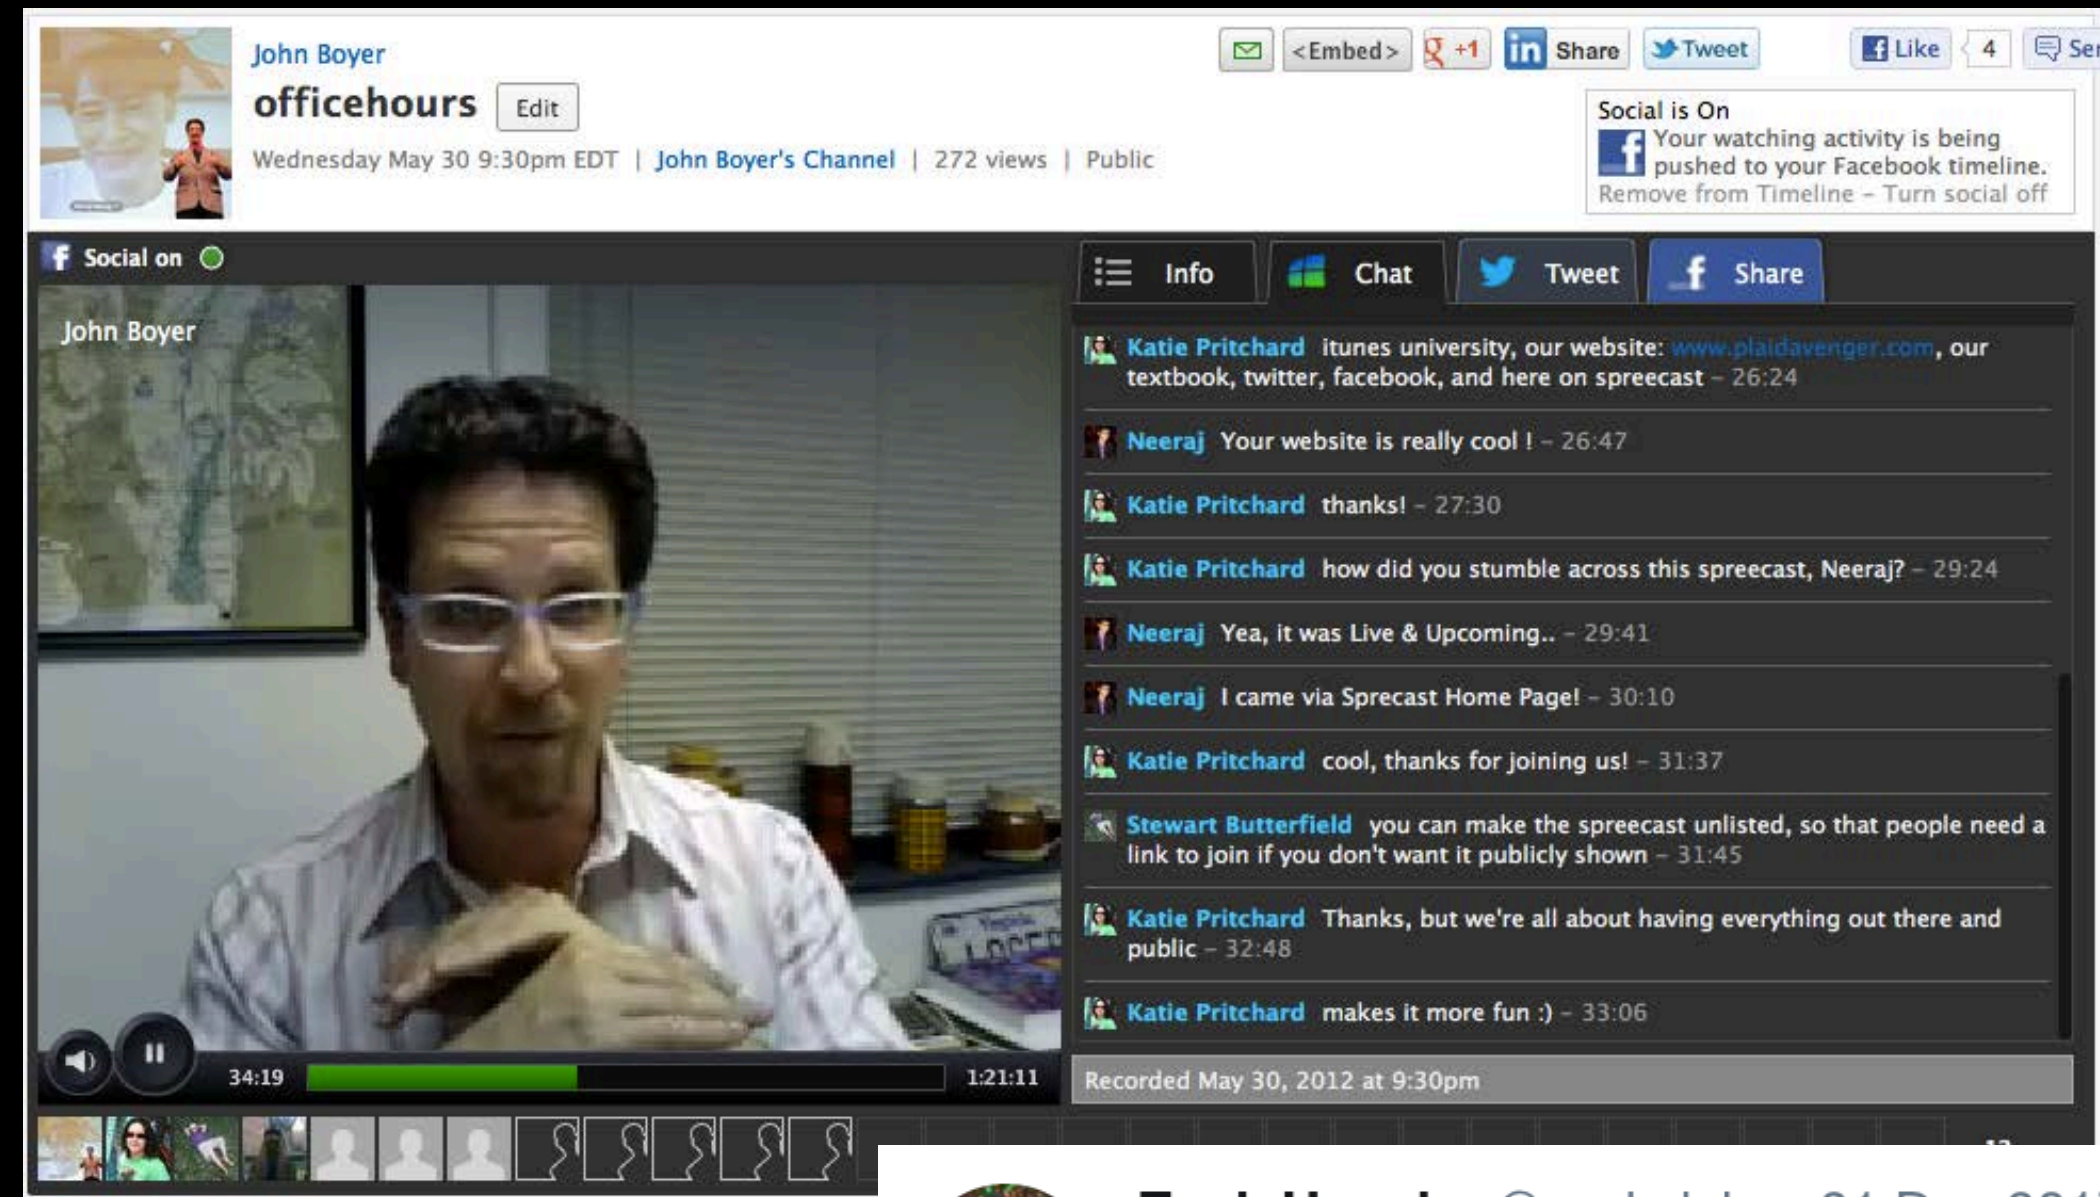 John Boyer
officehours Edit
Wednesday May 30 9:30pm EDT | John Boyer's Channel | 272 views | Public
<Embed> +1 in Share Tweet Like 4
Social is On
Your watching activity is being
pushed to your Facebook timeline.
Remove from Timeline – Turn social off
Social on
John Boyer
34:19 1:21:11
Info Chat Tweet Share
Katie Pritchard itunes university, our website: www.plaidavenger.com, our
textbook, twitter, facebook, and here on spreecast – 26:24
Neeraj Your website is really cool ! – 26:47
Katie Pritchard thanks! – 27:30
Katie Pritchard how did you stumble across this spreecast, Neeraj? – 29:24
Neeraj Yea, it was Live & Upcoming.. – 29:41
Neeraj I came via Sprecast Home Page! – 30:10
Katie Pritchard cool, thanks for joining us! – 31:37
Stewart Butterfield you can make the spreecast unlisted, so that people need a
link to join if you don't want it publicly shown – 31:45
Katie Pritchard Thanks, but we're all about having everything out there and
public – 32:48
Katie Pritchard makes it more fun :) – 33:06
Recorded May 30, 2012 at 9:30pm